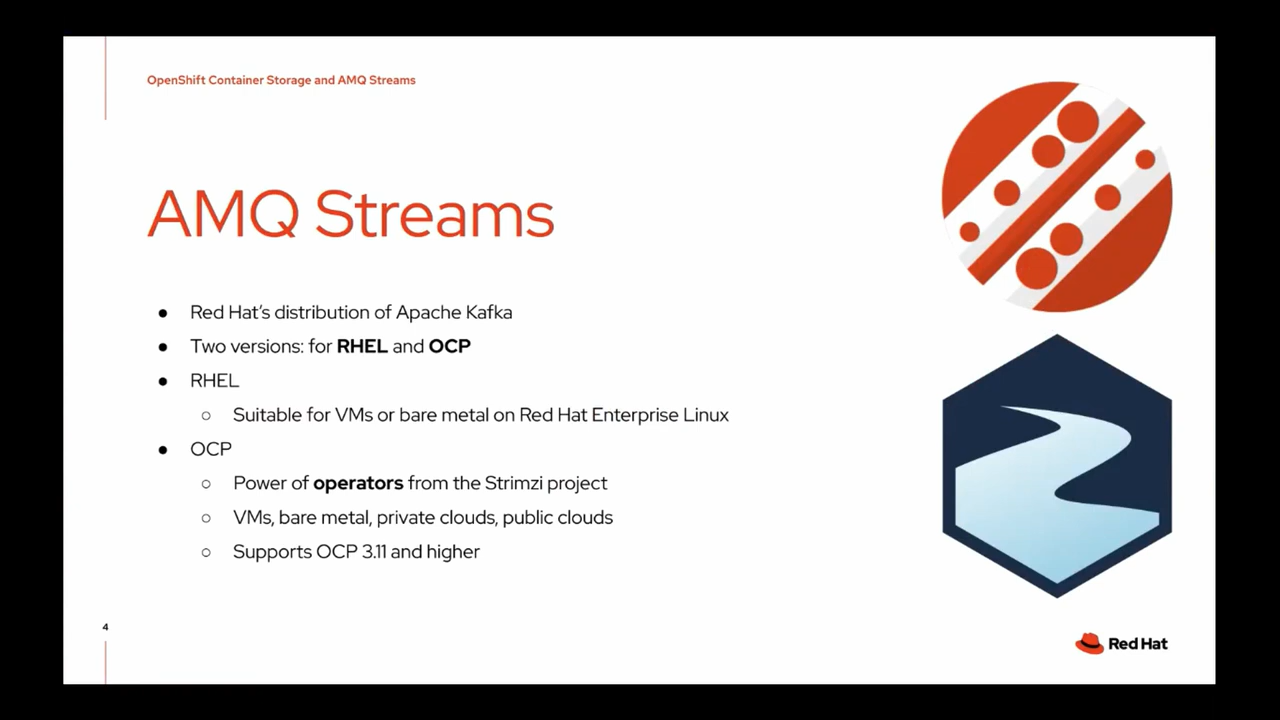 OpenShift Container Storage and AMQ Streams
AMQ Streams
● Red Hat’s distribution of Apache Kafka
● Two versions: for RHEL and OCP
● RHEL
○ Suitable for VMs or bare metal on Red Hat Enterprise Linux
● OCP
○ Power of operators from the Strimzi project
○ VMs, bare metal, private clouds, public clouds
○ Supports OCP 3.11 and higher
4
Red Hat